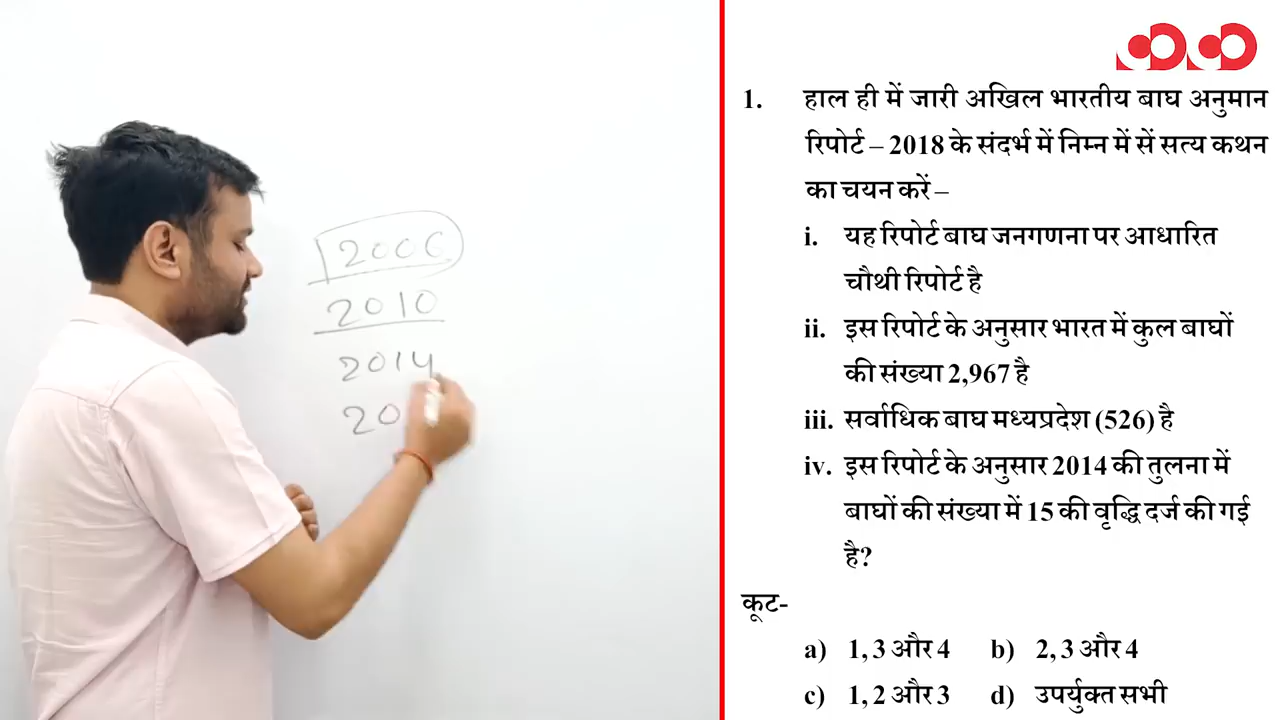 2006
2010
2014
20
1. हाल ही में जारी अखिल भारतीय बाघ अनुमान
रिपोर्ट – 2018 के संदर्भ में निम्न में सें सत्य कथन
का चयन करें –
i. यह रिपोर्ट बाघ जनगणना पर आधारित
चौथी रिपोर्ट है
ii. इस रिपोर्ट के अनुसार भारत में कुल बाघों
की संख्या 2,967 है
iii. सर्वाधिक बाघ मध्यप्रदेश (526) है
iv. इस रिपोर्ट के अनुसार 2014 की तुलना में
बाघों की संख्या में 15 की वृद्धि दर्ज की गई
है?
कूट-
a) 1, 3 और 4 b) 2, 3 और 4
c) 1, 2 और 3 d) उपर्युक्त सभी